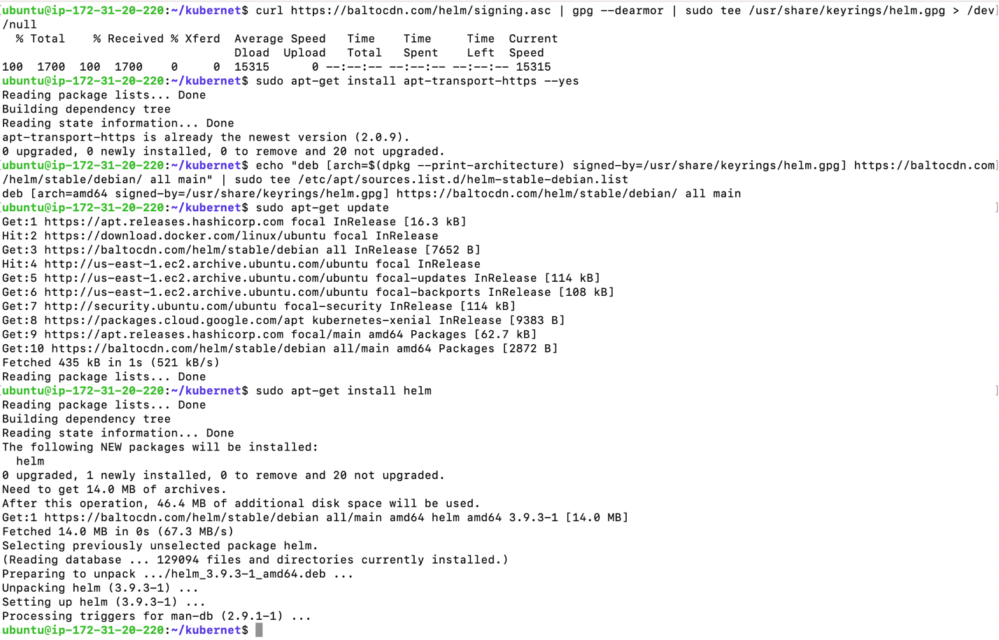 [ubuntu@ip-172-31-20-220:~/kubernet$ curl https://baltocdn.com/helm/signing.asc | gpg --dearmor | sudo tee /usr/share/keyrings/helm.gpg > /dev]
/null
  % Total    % Received % Xferd  Average Speed   Time    Time     Time  Current
                                 Dload  Upload   Total   Spent    Left  Speed
100  1700  100  1700    0     0  15315      0 --:--:-- --:--:-- --:--:-- 15315
ubuntu@ip-172-31-20-220:~/kubernet$ sudo apt-get install apt-transport-https --yes
Reading package lists... Done
Building dependency tree
Reading state information... Done
apt-transport-https is already the newest version (2.0.9).
0 upgraded, 0 newly installed, 0 to remove and 20 not upgraded.
[ubuntu@ip-172-31-20-220:~/kubernet$ echo "deb [arch=$(dpkg --print-architecture) signed-by=/usr/share/keyrings/helm.gpg] https://baltocdn.com]
/helm/stable/debian/ all main" | sudo tee /etc/apt/sources.list.d/helm-stable-debian.list
deb [arch=amd64 signed-by=/usr/share/keyrings/helm.gpg] https://baltocdn.com/helm/stable/debian/ all main
[ubuntu@ip-172-31-20-220:~/kubernet$ sudo apt-get update ]
Get:1 https://apt.releases.hashicorp.com focal InRelease [16.3 kB]
Hit:2 https://download.docker.com/linux/ubuntu focal InRelease
Get:3 https://baltocdn.com/helm/stable/debian all InRelease [7652 B]
Hit:4 http://us-east-1.ec2.archive.ubuntu.com/ubuntu focal InRelease
Get:5 http://us-east-1.ec2.archive.ubuntu.com/ubuntu focal-updates InRelease [114 kB]
Get:6 http://us-east-1.ec2.archive.ubuntu.com/ubuntu focal-backports InRelease [108 kB]
Get:7 http://security.ubuntu.com/ubuntu focal-security InRelease [114 kB]
Get:8 https://packages.cloud.google.com/apt kubernetes-xenial InRelease [9383 B]
Get:9 https://apt.releases.hashicorp.com focal/main amd64 Packages [62.7 kB]
Get:10 https://baltocdn.com/helm/stable/debian all/main amd64 Packages [2872 B]
Fetched 435 kB in 1s (521 kB/s)
Reading package lists... Done
[ubuntu@ip-172-31-20-220:~/kubernet$ sudo apt-get install helm ]
Reading package lists... Done
Building dependency tree
Reading state information... Done
The following NEW packages will be installed:
  helm
0 upgraded, 1 newly installed, 0 to remove and 20 not upgraded.
Need to get 14.0 MB of archives.
After this operation, 46.4 MB of additional disk space will be used.
Get:1 https://baltocdn.com/helm/stable/debian all/main amd64 helm amd64 3.9.3-1 [14.0 MB]
Fetched 14.0 MB in 0s (67.3 MB/s)
Selecting previously unselected package helm.
(Reading database ... 129094 files and directories currently installed.)
Preparing to unpack .../helm_3.9.3-1_amd64.deb ...
Unpacking helm (3.9.3-1) ...
Setting up helm (3.9.3-1) ...
Processing triggers for man-db (2.9.1-1) ...
ubuntu@ip-172-31-20-220:~/kubernet$